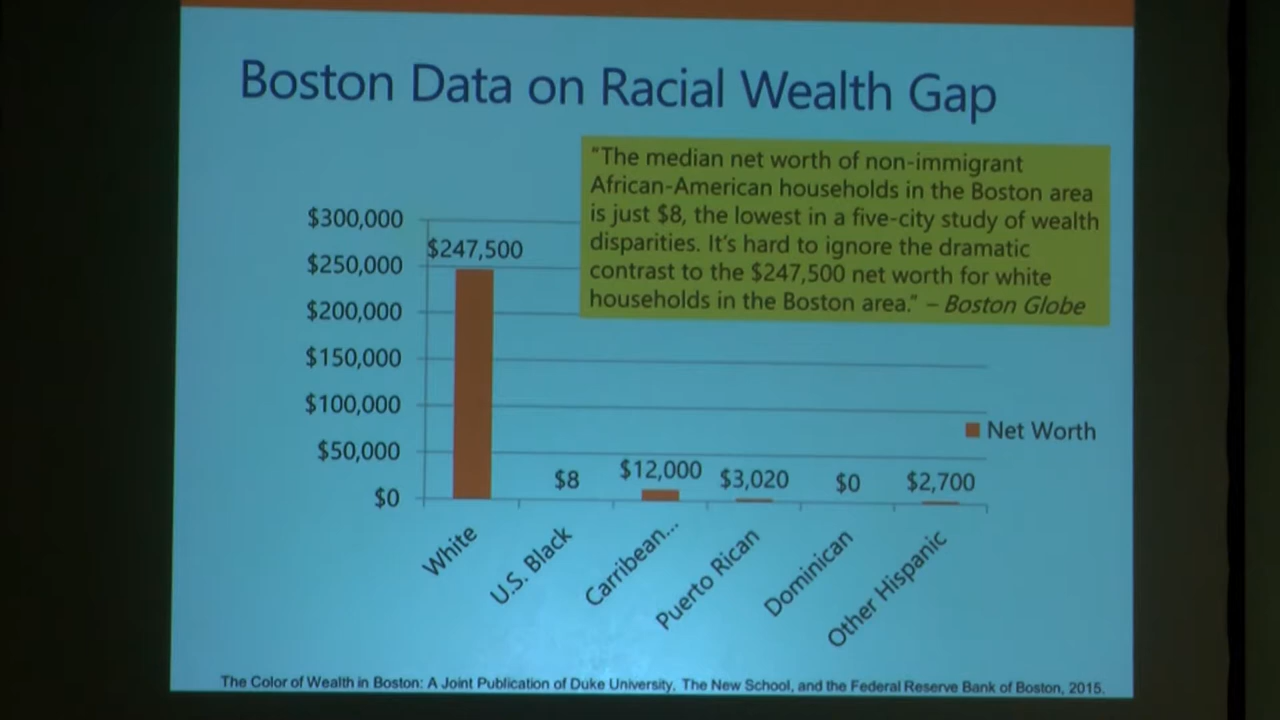 Boston Data on Racial Wealth Gap
"The median net worth of non-immigrant
African-American households in the Boston area
is just $8, the lowest in a five-city study of wealth
disparities. It's hard to ignore the dramatic
contrast to the $247,500 net worth for white
households in the Boston area." – Boston Globe
$300,000
$250,000
$200,000
$150,000
$100,000
$50,000
$0
$247,500
$8
$12,000
$3,020
$0
$2,700
Net Worth
White
U.S. Black
Carribean...
Puerto Rican
Dominican
Other Hispanic
The Color of Wealth in Boston: A Joint Publication of Duke University, The New School, and the Federal Reserve Bank of Boston, 2015.